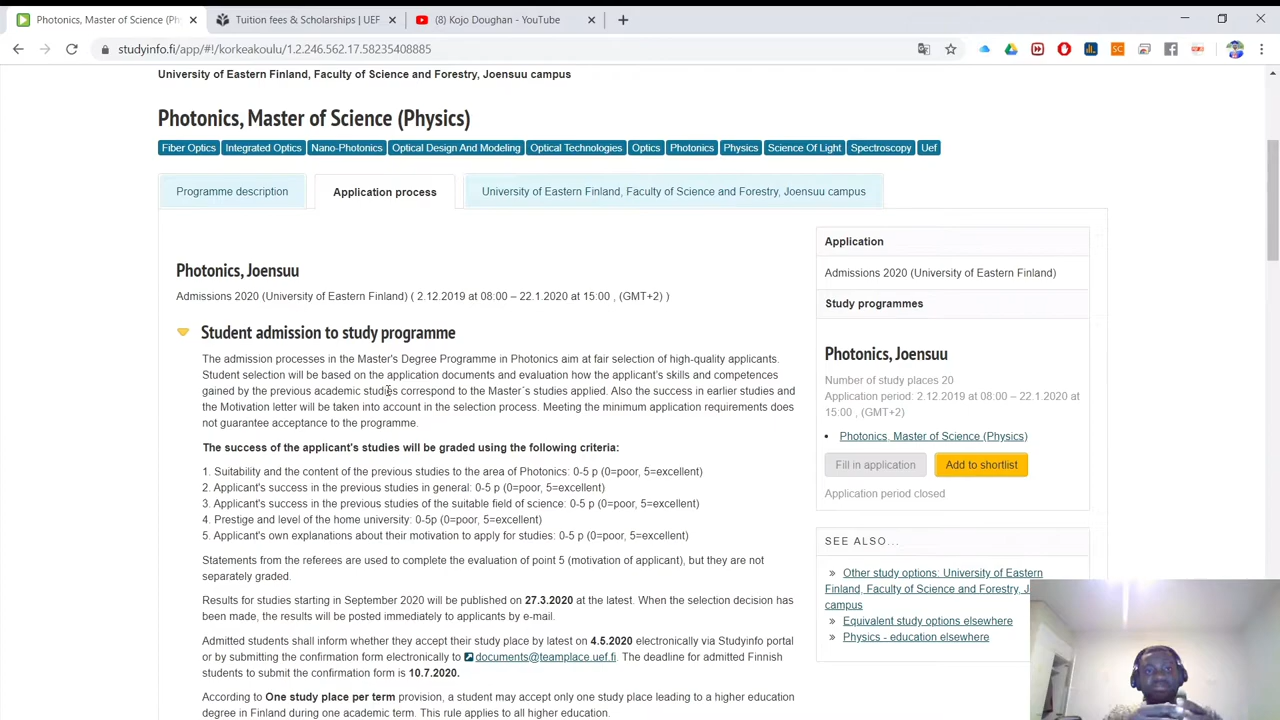 Photonics, Master of Science (Ph
Tuition fees & Scholarships | UEF
(8) Kojo Doughan - YouTube
studyinfo.fi/app/#!/korkeakoulu/1.2.246.562.17.58235408885
University of Eastern Finland, Faculty of Science and Forestry, Joensuu campus
Photonics, Master of Science (Physics)
Fiber Optics Integrated Optics Nano-Photonics Optical Design And Modeling Optical Technologies Optics Photonics Physics Science Of Light Spectroscopy Uef
Programme description
Application process
University of Eastern Finland, Faculty of Science and Forestry, Joensuu campus
Photonics, Joensuu
Admissions 2020 (University of Eastern Finland) ( 2.12.2019 at 08:00 – 22.1.2020 at 15:00 , (GMT+2) )
Student admission to study programme
The admission processes in the Master's Degree Programme in Photonics aim at fair selection of high-quality applicants.
Student selection will be based on the application documents and evaluation how the applicant's skills and competences
gained by the previous academic studies correspond to the Master´s studies applied. Also the success in earlier studies and
the Motivation letter will be taken into account in the selection process. Meeting the minimum application requirements does
not guarantee acceptance to the programme.
The success of the applicant's studies will be graded using the following criteria:
1. Suitability and the content of the previous studies to the area of Photonics: 0-5 p (0=poor, 5=excellent)
2. Applicant's success in the previous studies in general: 0-5 p (0=poor, 5=excellent)
3. Applicant's success in the previous studies of the suitable field of science: 0-5 p (0=poor, 5=excellent)
4. Prestige and level of the home university: 0-5p (0=poor, 5=excellent)
5. Applicant's own explanations about their motivation to apply for studies: 0-5 p (0=poor, 5=excellent)
Statements from the referees are used to complete the evaluation of point 5 (motivation of applicant), but they are not
separately graded.
Results for studies starting in September 2020 will be published on 27.3.2020 at the latest. When the selection decision has
been made, the results will be posted immediately to applicants by e-mail.
Admitted students shall inform whether they accept their study place by latest on 4.5.2020 electronically via Studyinfo portal
or by submitting the confirmation form electronically to documents@teamplace.uef.fi. The deadline for admitted Finnish
students to submit the confirmation form is 10.7.2020.
According to One study place per term provision, a student may accept only one study place leading to a higher education
degree in Finland during one academic term. This rule applies to all higher education.
Application
Admissions 2020 (University of Eastern Finland)
Study programmes
Photonics, Joensuu
Number of study places 20
Application period: 2.12.2019 at 08:00 – 22.1.2020 at
15:00 , (GMT+2)
Photonics, Master of Science (Physics)
Fill in application
Add to shortlist
Application period closed
SEE ALSO...
» Other study options: University of Eastern
Finland, Faculty of Science and Forestry, J
campus
» Equivalent study options elsewhere
» Physics - education elsewhere